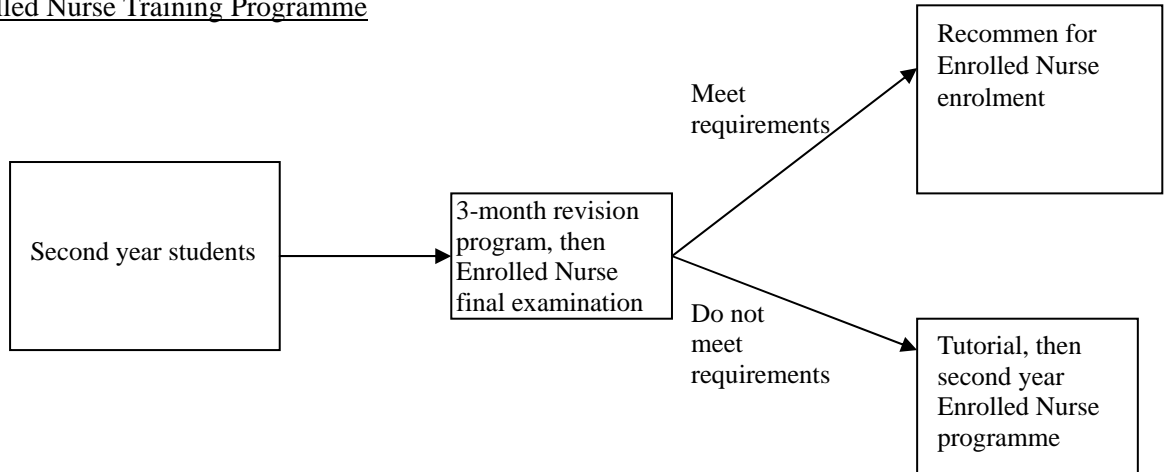 lled Nurse Training Programme
Recommen for
Enrolled Nurse
enrolment
Meet
requirements
Second year students
3-month revision
program, then
Enrolled Nurse
final examination
Do not
meet
requirements
Tutorial, then
second year
Enrolled Nurse
programme